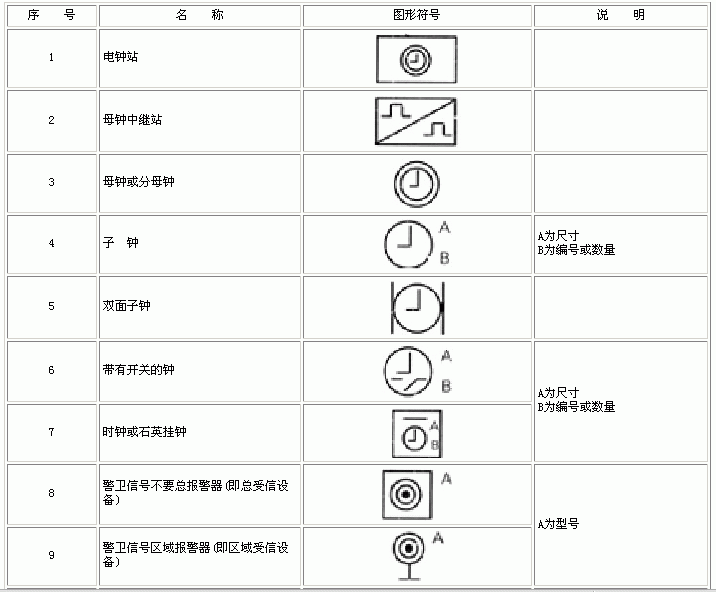 序 号 名 称 图形符号 说 明
1 电钟站
2 母钟中继站
3 母钟或分母钟
4 子 钟 A B A为尺寸
B为编号或数量
5 双面子钟
6 带有开关的钟 A B A为尺寸
B为编号或数量
7 时钟或石英挂钟 A B
8 警卫信号不要总报警器(即总受信设
备) A A为型号
9 警卫信号区域报警器(即区域受信设
备) A